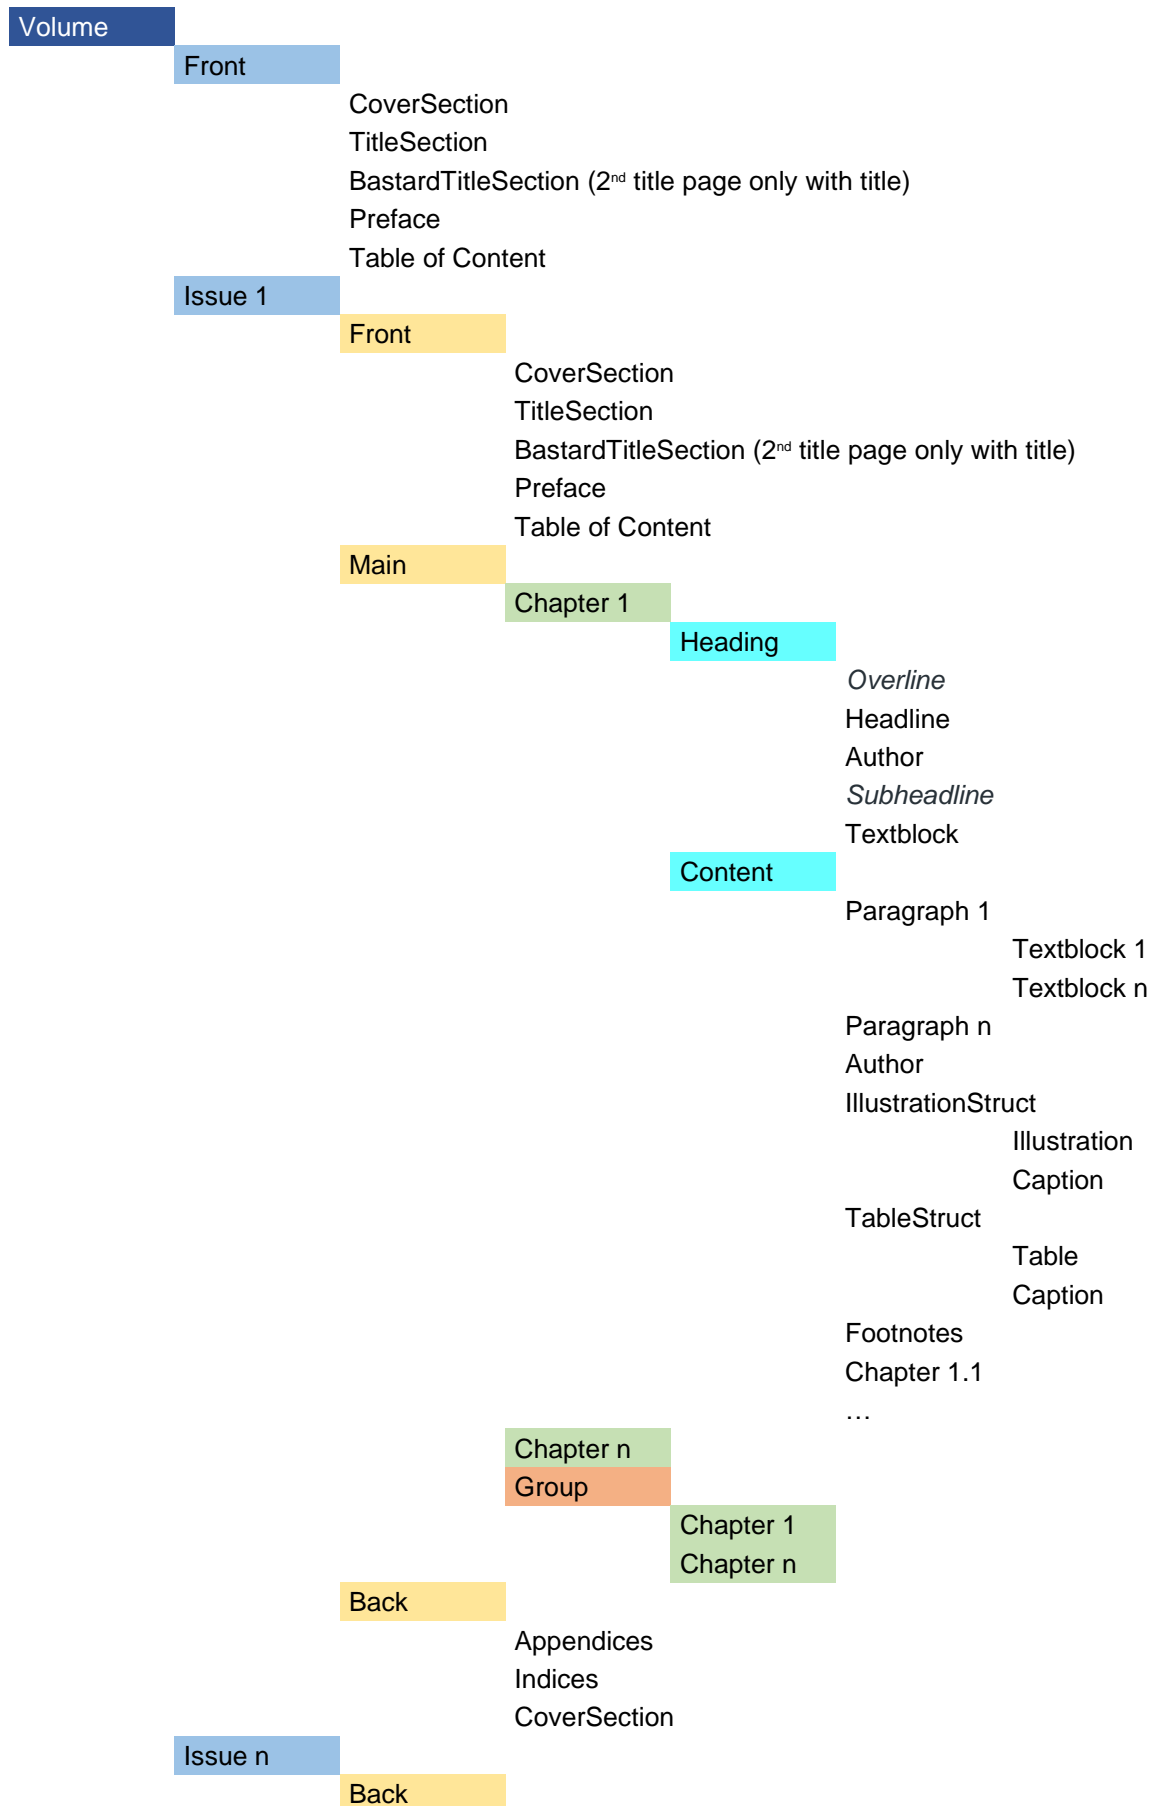 Volume
Front
CoverSection
TitleSection
BastardTitleSection (2nd title page only with title)
Preface
Table of Content
Issue 1
Front
CoverSection
TitleSection
BastardTitleSection (2nd title page only with title)
Preface
Table of Content
Main
Chapter 1
Heading
Overline
Headline
Author
Subheadline
Textblock
Content
Paragraph 1
Textblock 1
Textblock n
Paragraph n
Author
IllustrationStruct
Illustration
Caption
TableStruct
Table
Caption
Footnotes
Chapter 1.1
…
Chapter n
Group
Chapter 1
Chapter n
Back
Appendices
Indices
CoverSection
Issue n
Back